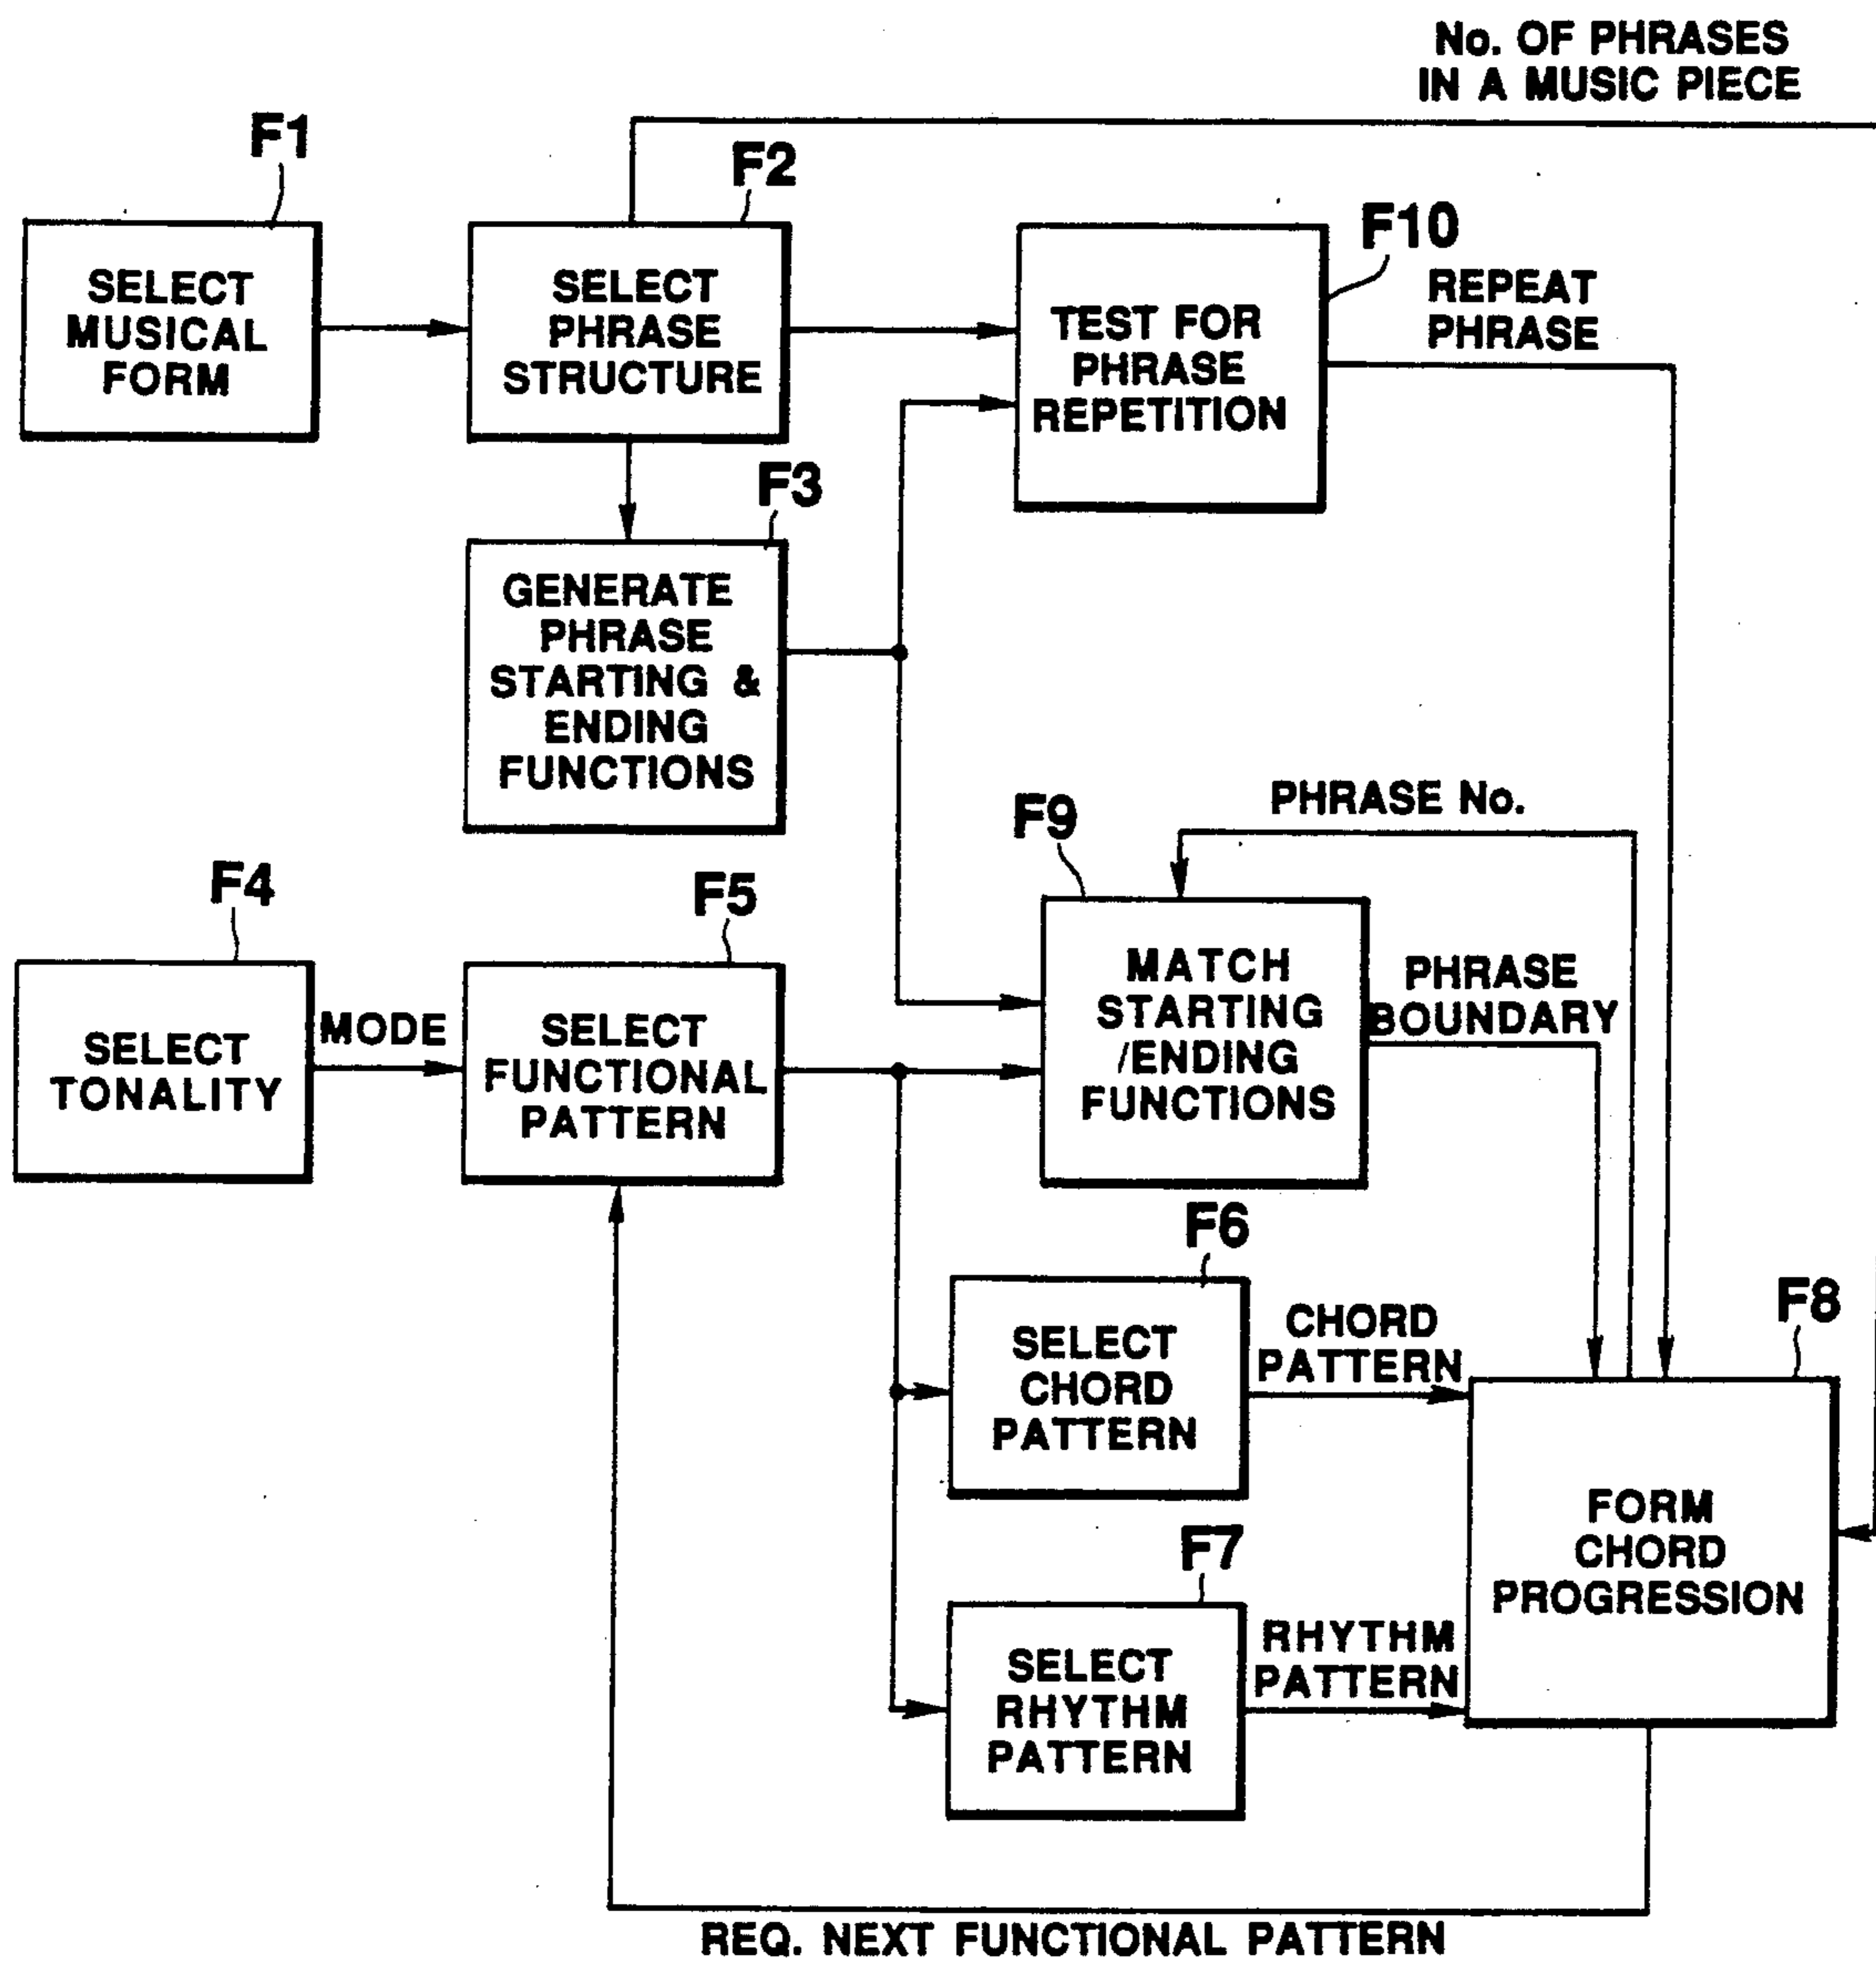 No. OF PHRASES
IN A MUSIC PIECE
F1
F2
F10
SELECT
MUSICAL
FORM
SELECT
PHRASE
STRUCTURE
TEST FOR
PHRASE
REPETITION
REPEAT
PHRASE
F3
GENERATE
PHRASE
STARTING &
ENDING
FUNCTIONS
PHRASE No.
F9
F4
F5
SELECT
TONALITY
MODE
SELECT
FUNCTIONAL
PATTERN
MATCH
STARTING
/ENDING
FUNCTIONS
PHRASE
BOUNDARY
F6
SELECT
CHORD
PATTERN
CHORD
PATTERN
F8
FORM
CHORD
PROGRESSION
F7
SELECT
RHYTHM
PATTERN
RHYTHM
PATTERN
REQ. NEXT FUNCTIONAL PATTERN